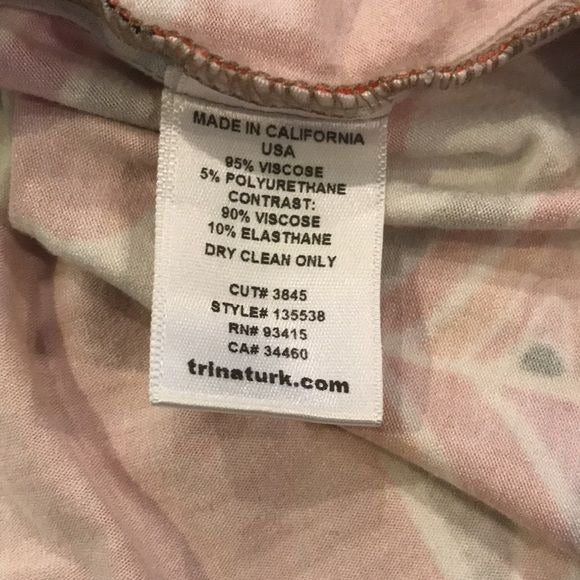 MADE IN CALIFORNIA
USA
95% VISCOSE
5% POLYURETHANE
CONTRAST:
90% VISCOSE
10% ELASTHANE
DRY CLEAN ONLY
CUT# 3845
STYLE# 135538
RN# 93415
CA# 34460
trinaturk.com